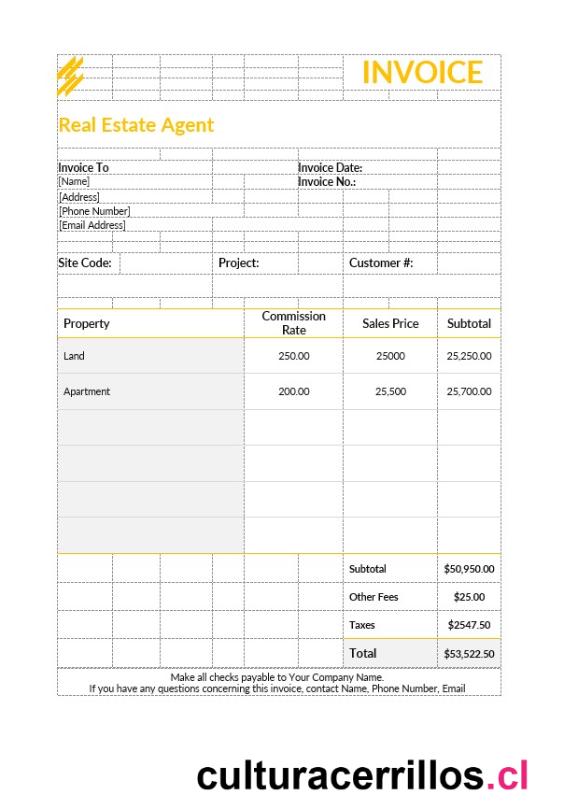 INVOICE
Real Estate Agent
Invoice To
Invoice Date:
[Name]
Invoice No.:
[Address]
[Phone Number]
[Email Address]
Site Code:
Project:
Customer #:
Property
Commission
Rate
Sales Price
Subtotal
Land
250.00
25000
25,250.00
Apartment
200.00
25,500
25,700.00
Subtotal
$50,950.00
Other Fees
$25.00
Taxes
$2547.50
Total
$53,522.50
Make all checks payable to Your Company Name.
If you have any questions concerning this invoice, contact Name, Phone Number, Email
culturacerrillos.cl